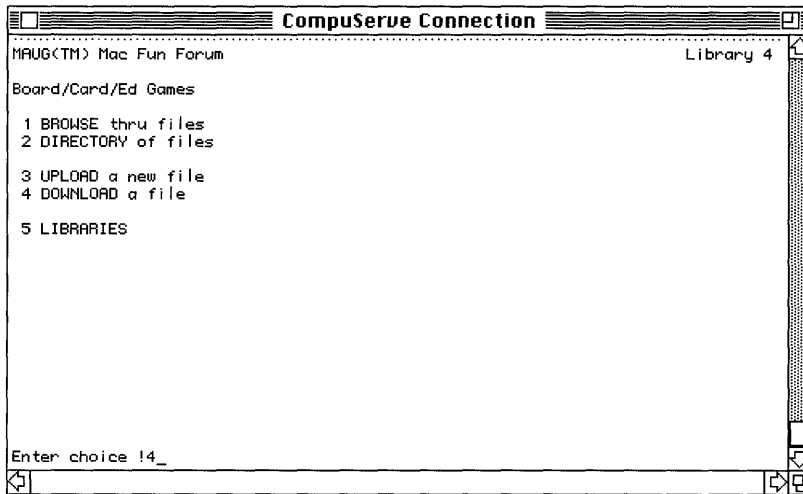 CompuServe Connection
MAUG(TM) Mac Fun Forum Library 4
Board/Card/Ed Games
1 BROWSE thru files
2 DIRECTORY of files
3 UPLOAD a new file
4 DOWNLOAD a file
5 LIBRARIES
Enter choice !4_